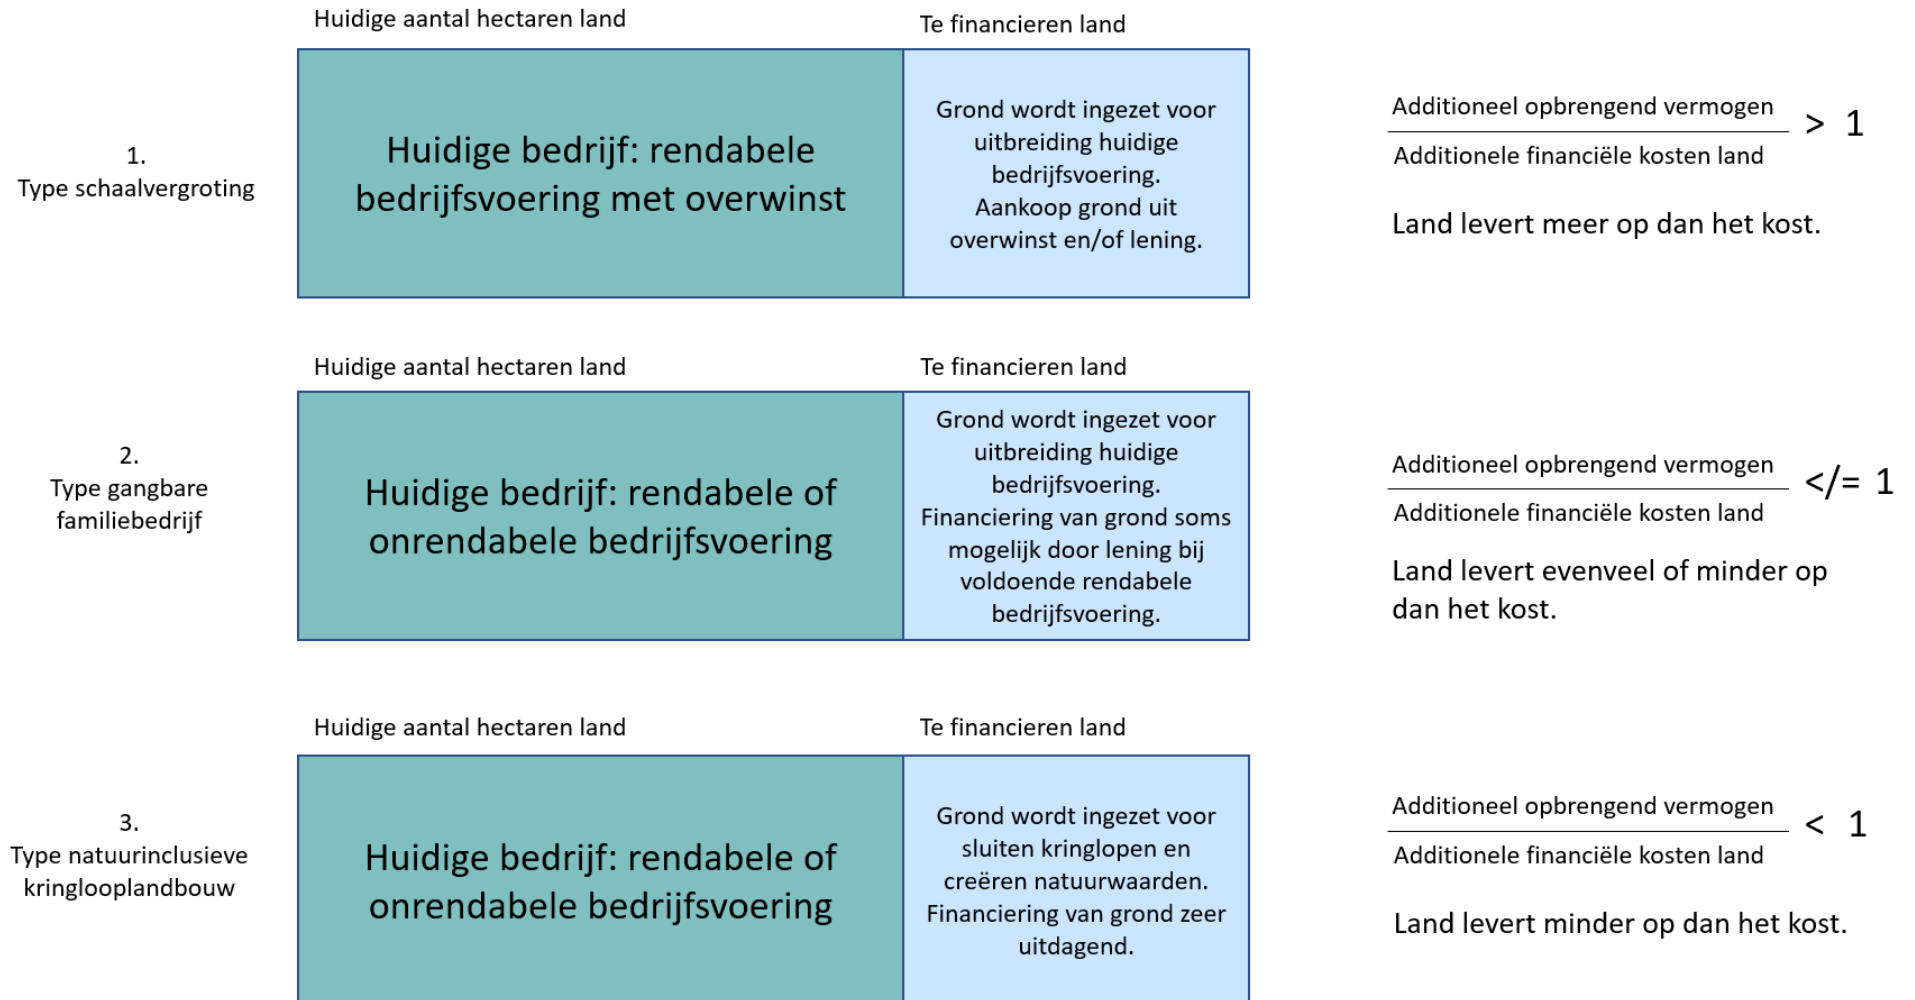 Huidige aantal hectaren land
Te financieren land
1.
Type schaalvergroting
Huidige bedrijf: rendabele
bedrijfsvoering met overwinst
Grond wordt ingezet voor
uitbreiding huidige
bedrijfsvoering.
Aankoop grond uit
overwinst en/of lening.
Additioneel opbrengend vermogen
> 1
Additionele financiële kosten land
Land levert meer op dan het kost.
Huidige aantal hectaren land
Te financieren land
2.
Type gangbare
familiebedrijf
Huidige bedrijf: rendabele of
onrendabele bedrijfsvoering
Grond wordt ingezet voor
uitbreiding huidige
bedrijfsvoering.
Financiering van grond soms
mogelijk door lening bij
voldoende rendabele
bedrijfsvoering.
Additioneel opbrengend vermogen
</= 1
Additionele financiële kosten land
Land levert evenveel of minder op
dan het kost.
Huidige aantal hectaren land
Te financieren land
3.
Type natuurinclusieve
kringlooplandbouw
Huidige bedrijf: rendabele of
onrendabele bedrijfsvoering
Grond wordt ingezet voor
sluiten kringlopen en
creëren natuurwaarden.
Financiering van grond zeer
uitdagend.
Additioneel opbrengend vermogen
< 1
Additionele financiële kosten land
Land levert minder op dan het kost.